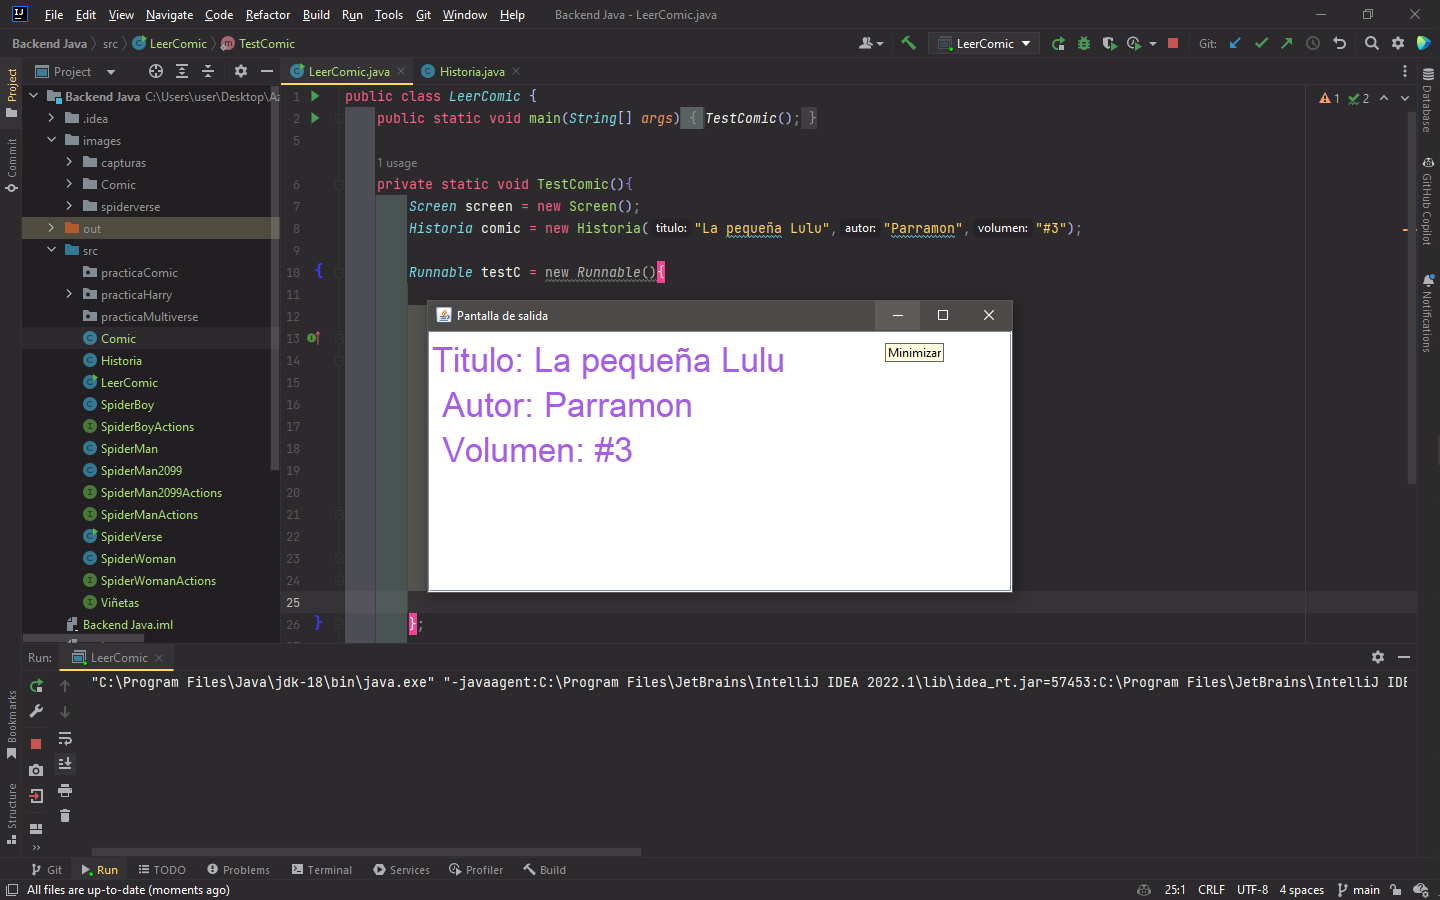 File Edit View Navigate Code Refactor Build Run Tools Git Window Help Backend Java - LeerComic.java
Backend Java src LeerComic TestComic LeerComic Git:
Project LeerComic.java Historia.java
Project
Commit
Bookmarks
Structure
Backend Java C:\Users\user\Desktop\Az
.idea
images
capturas
Comic
spiderverse
out
src
practicaComic
practicaHarry
practicaMultiverse
Comic
Historia
LeerComic
SpiderBoy
SpiderBoyActions
SpiderMan
SpiderMan2099
SpiderMan2099Actions
SpiderManActions
SpiderVerse
SpiderWoman
SpiderWomanActions
Viñetas
Backend Java.iml
1 public class LeerComic {
2 public static void main(String[] args) { TestComic(); }
5
1 usage
6 private static void TestComic(){
7 Screen screen = new Screen();
8 Historia comic = new Historia( titulo: "La pequeña Lulu", autor: "Parramon", volumen: "#3");
9
10 { Runnable testC = new Runnable(){
11
12
13
14
15
16
17
18
19
20
21
22
23
24
25
26 } };
1 2
Pantalla de salida
Titulo: La pequeña Lulu
Minimizar
Autor: Parramon
Volumen: #3
Database
GitHub Copilot
Notifications
Run: LeerComic
"C:\Program Files\Java\jdk-18\bin\java.exe" "-javaagent:C:\Program Files\JetBrains\IntelliJ IDEA 2022.1\lib\idea_rt.jar=57453:C:\Program Files\JetBrains\IntelliJ IDE
Git Run TODO Problems Terminal Services Profiler Build
All files are up-to-date (moments ago) 25:1 CRLF UTF-8 4 spaces main